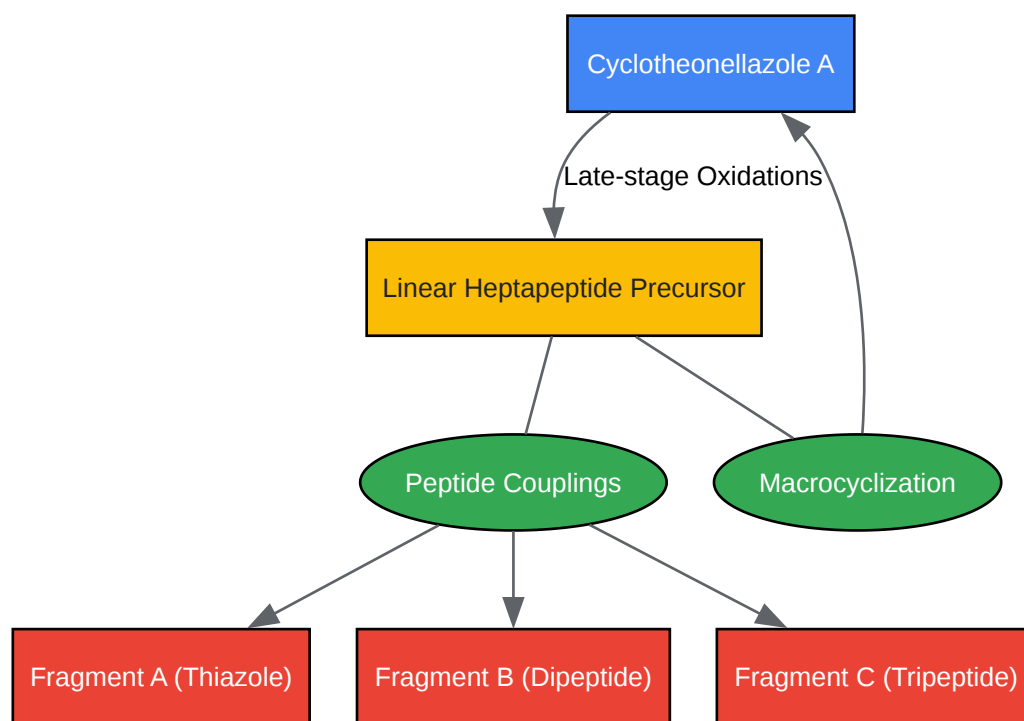 Cyclotheonellazole A
Late-stage Oxidations
Linear Heptapeptide Precursor
Peptide Couplings
Macrocyclization
Fragment A (Thiazole)
Fragment B (Dipeptide)
Fragment C (Tripeptide)